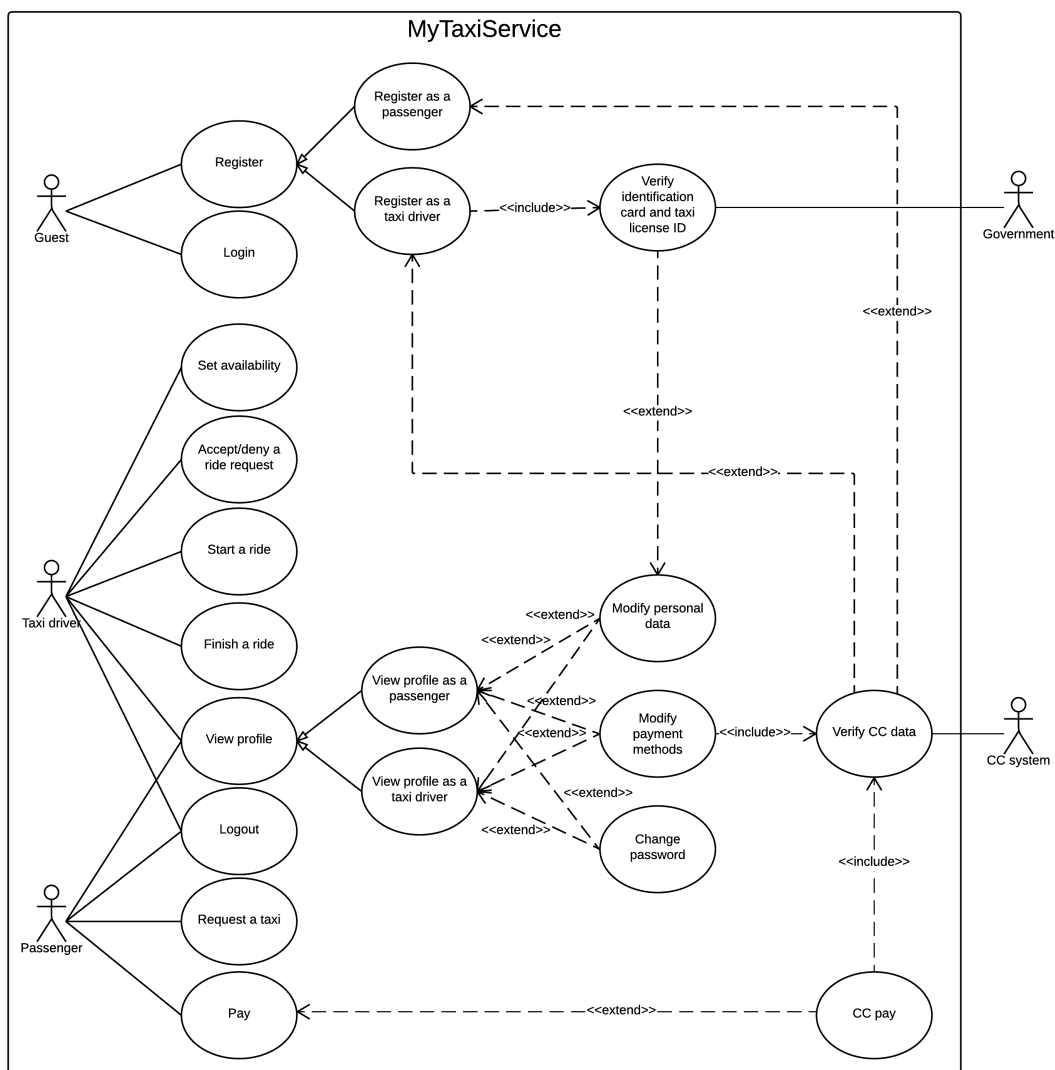 MyTaxiService
Register as a
passenger
Register
Register as a
taxi driver
<<include>>
Verify
identification
card and taxi
license ID
Guest
Government
Login
<<extend>>
Set availability
<<extend>>
Accept/deny a
ride request
<<extend>>
Start a ride
Taxi driver
Modify personal
data
<<extend>>
<<extend>>
Finish a ride
View profile as a
passenger
<<extend>>
View profile
<<extend>>
Modify
payment
methods
<<include>>
Verify CC data
CC system
View profile as a
taxi driver
<<extend>>
Logout
<<extend>>
Change
password
<<include>>
Request a taxi
Passenger
Pay
<<extend>>
CC pay